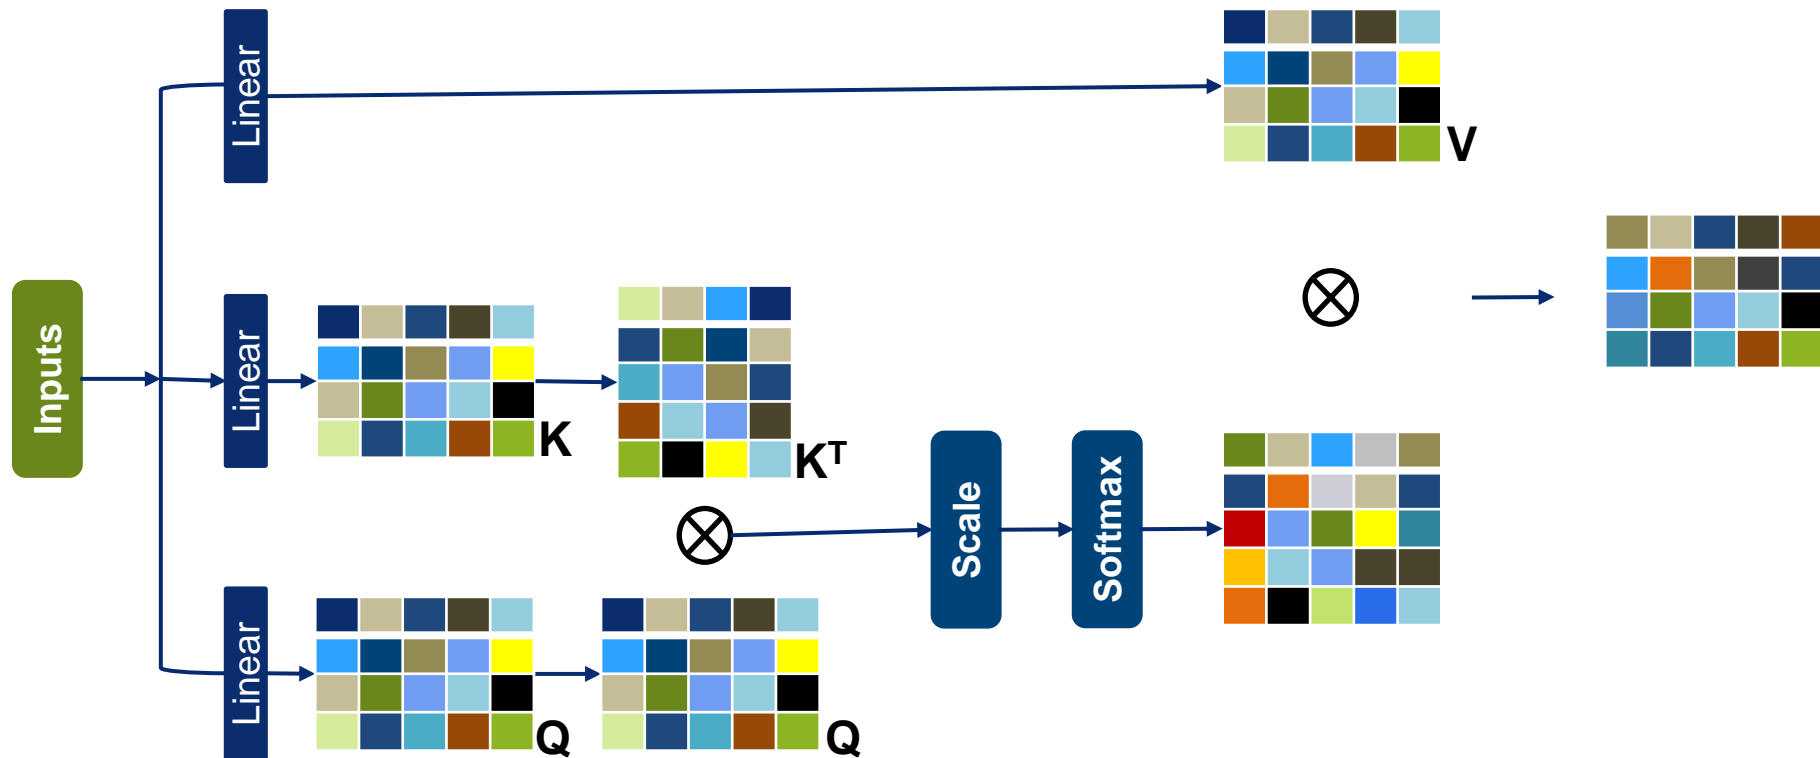 Linear
V
Inputs
Linear
K
Kᵀ
Scale
Softmax
Linear
Q
Q